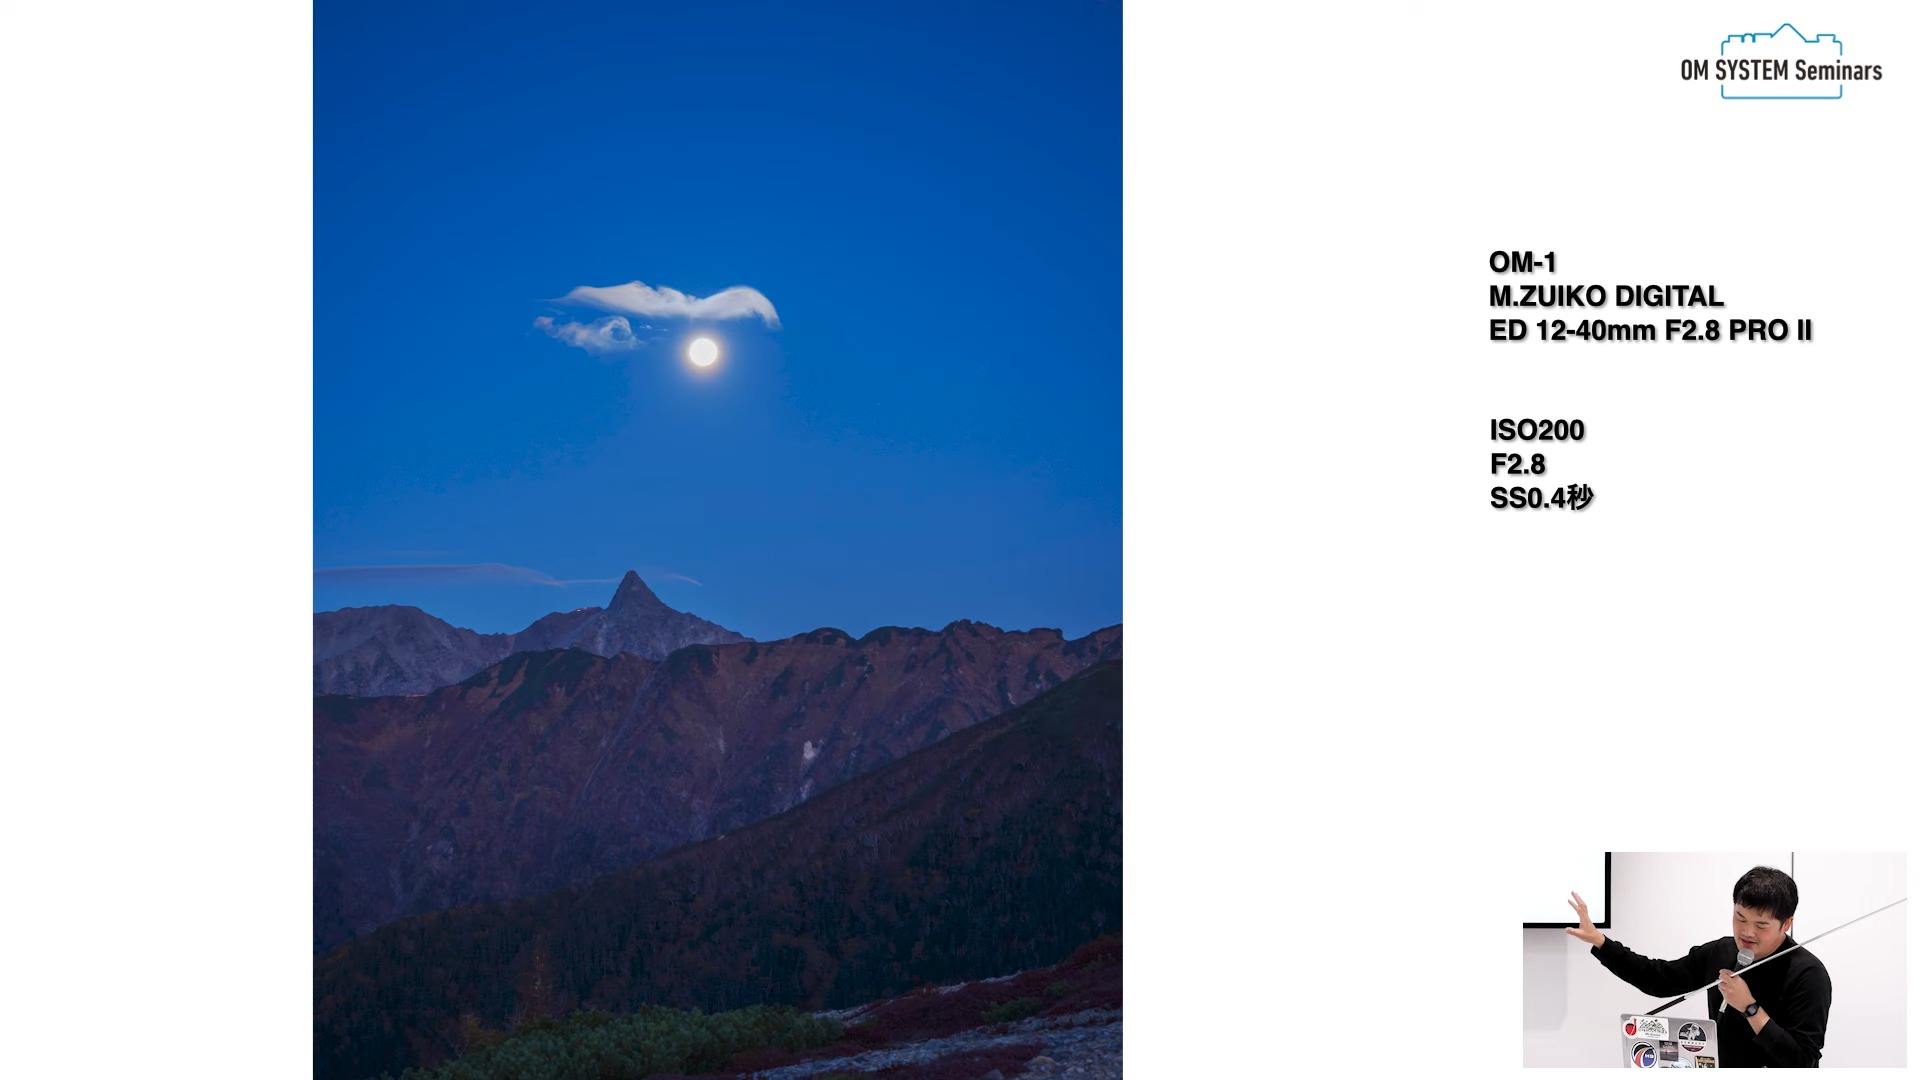 OM SYSTEM Seminars
OM-1
M.ZUIKO DIGITAL
ED 12-40mm F2.8 PRO II
ISO200
F2.8
SS0.4秒